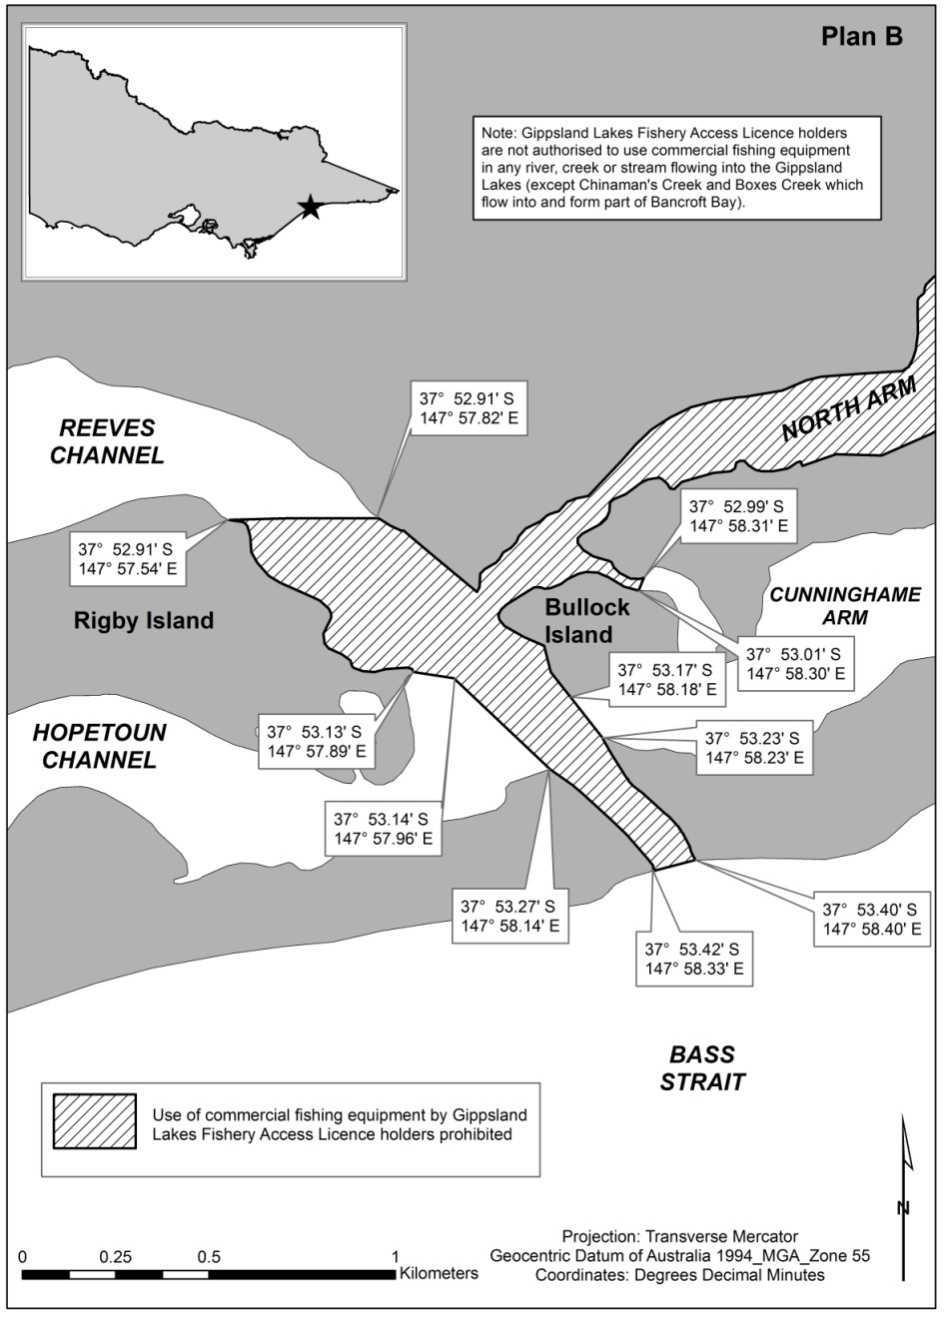 Plan B
Note: Gippsland Lakes Fishery Access Licence holders
are not authorised to use commercial fishing equipment
in any river, creek or stream flowing into the Gippsland
Lakes (except Chinaman's Creek and Boxes Creek which
flow into and form part of Bancroft Bay).
37° 52.91' S
147° 57.82' E
REEVES
CHANNEL
NORTH ARM
37° 52.99' S
147° 58.31' E
37° 52.91' S
147° 57.54' E
Rigby Island
Bullock
Island
CUNNINGHAME
ARM
37° 53.01' S
147° 58.30' E
37° 53.17' S
147° 58.18' E
HOPETOUN
CHANNEL
37° 53.13' S
147° 57.89' E
37° 53.23' S
147° 58.23' E
37° 53.14' S
147° 57.96' E
37° 53.27' S
147° 58.14' E
37° 53.40' S
147° 58.40' E
37° 53.42' S
147° 58.33' E
BASS
STRAIT
Use of commercial fishing equipment by Gippsland
Lakes Fishery Access Licence holders prohibited
N
0 0.25 0.5 1
Kilometers
Projection: Transverse Mercator
Geocentric Datum of Australia 1994_MGA_Zone 55
Coordinates: Degrees Decimal Minutes